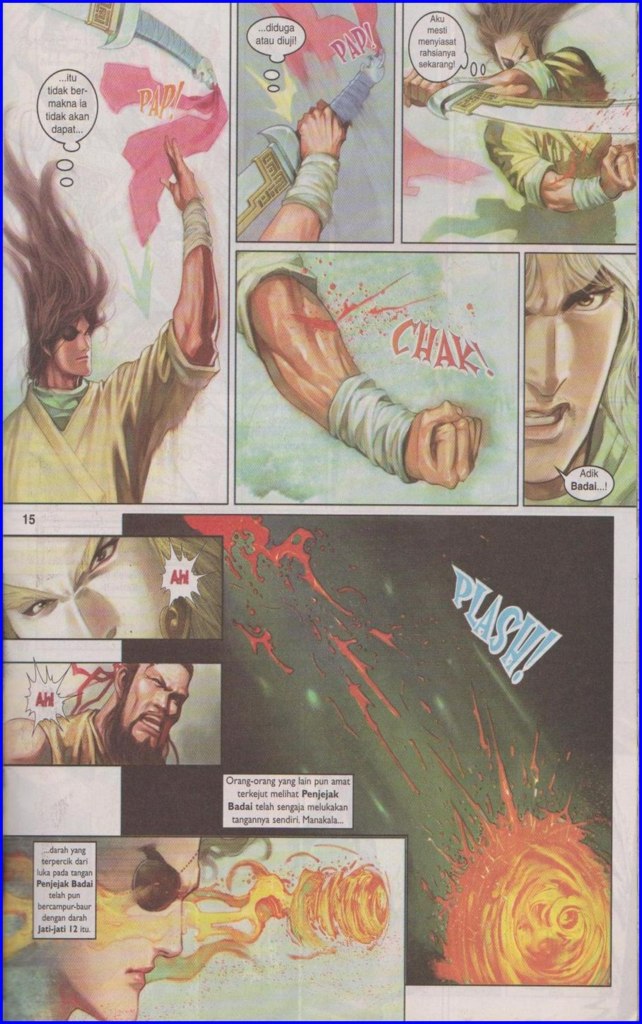 ...itu
tidak ber-
makna ia
tidak akan
dapat...
PAP!
...diduga
atau diuji!
PAP!
Aku
mesti
menyiasat
rahsianya
sekarang!
CHAK!
Adik
Badai...!
15
Ah!
Ah!
PLASH!
Orang-orang yang lain pun amat
terkejut melihat Penjejak
Badai telah sengaja melukakan
tangannya sendiri. Manakala...
...darah yang
terpercik dari
luka pada tangan
Penjejak Badai
telah pun
bercampur-baur
dengan darah
Jati-jati 12 itu.